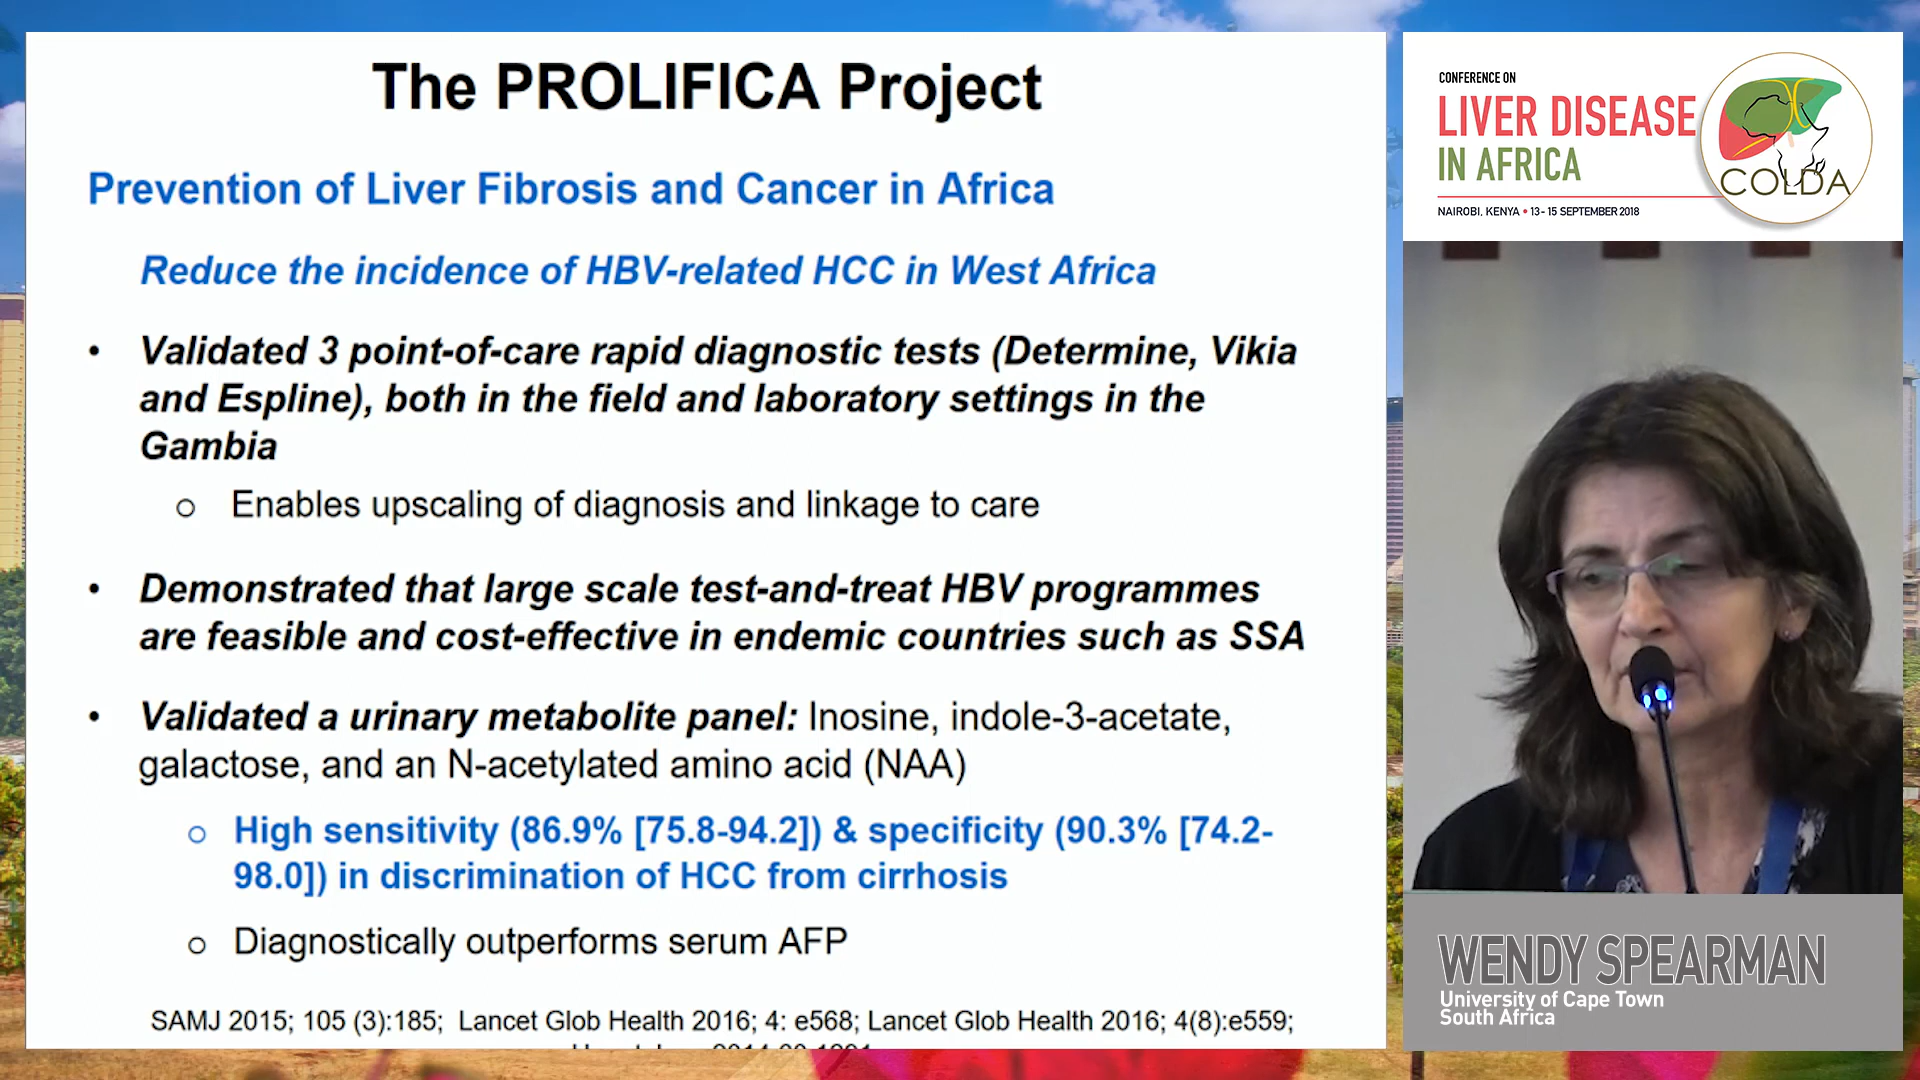 The PROLIFICA Project
Prevention of Liver Fibrosis and Cancer in Africa
Reduce the incidence of HBV-related HCC in West Africa
• Validated 3 point-of-care rapid diagnostic tests (Determine, Vikia
and Espline), both in the field and laboratory settings in the
Gambia
o Enables upscaling of diagnosis and linkage to care
• Demonstrated that large scale test-and-treat HBV programmes
are feasible and cost-effective in endemic countries such as SSA
• Validated a urinary metabolite panel: Inosine, indole-3-acetate,
galactose, and an N-acetylated amino acid (NAA)
o High sensitivity (86.9% [75.8-94.2]) & specificity (90.3% [74.2-
98.0]) in discrimination of HCC from cirrhosis
o Diagnostically outperforms serum AFP
SAMJ 2015; 105 (3):185; Lancet Glob Health 2016; 4: e568; Lancet Glob Health 2016; 4(8):e559;
CONFERENCE ON
LIVER DISEASE
IN AFRICA
COLDA
NAIROBI, KENYA • 13 - 15 SEPTEMBER 2018
WENDY SPEARMAN
University of Cape Town
South Africa